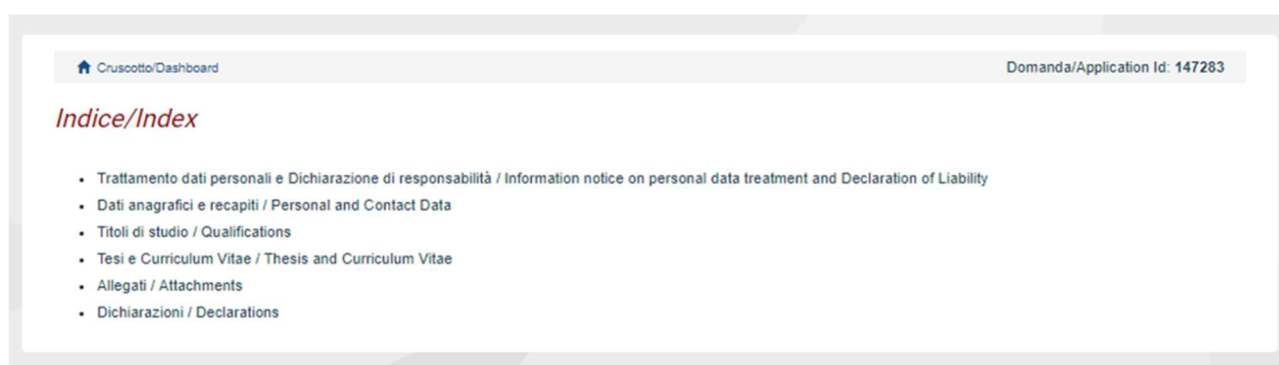 Cruscotto/Dashboard
Domanda/Application Id: 147283
Indice/Index
Trattamento dati personali e Dichiarazione di responsabilità / Information notice on personal data treatment and Declaration of Liability
Dati anagrafici e recapiti / Personal and Contact Data
Titoli di studio / Qualifications
Tesi e Curriculum Vitae / Thesis and Curriculum Vitae
Allegati / Attachments
Dichiarazioni / Declarations